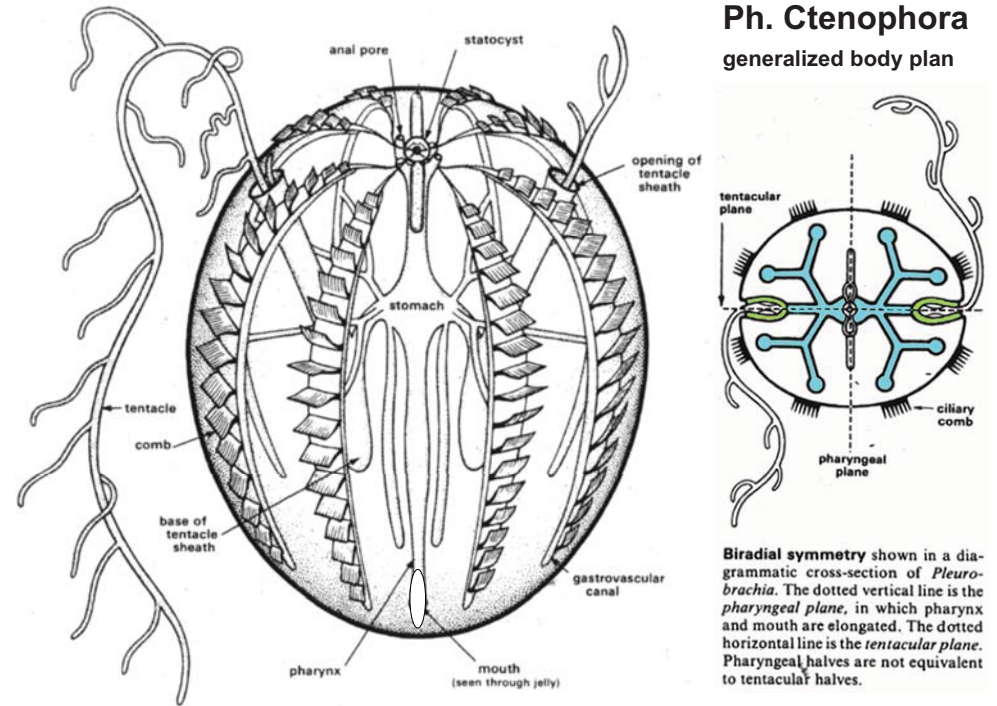 Ph. Ctenophora
generalized body plan
anal pore
statocyst
opening of
tentacle
sheath
stomach
tentacle
comb
base of
tentacle
sheath
gastrovascular
canal
pharynx
mouth
(seen through jelly)
tentacular
plane
ciliary
comb
pharyngeal
plane
Biradial symmetry shown in a dia-
grammatic cross-section of Pleuro-
brachia. The dotted vertical line is the
pharyngeal plane, in which pharynx
and mouth are elongated. The dotted
horizontal line is the tentacular plane.
Pharyngeal halves are not equivalent
to tentacular halves.